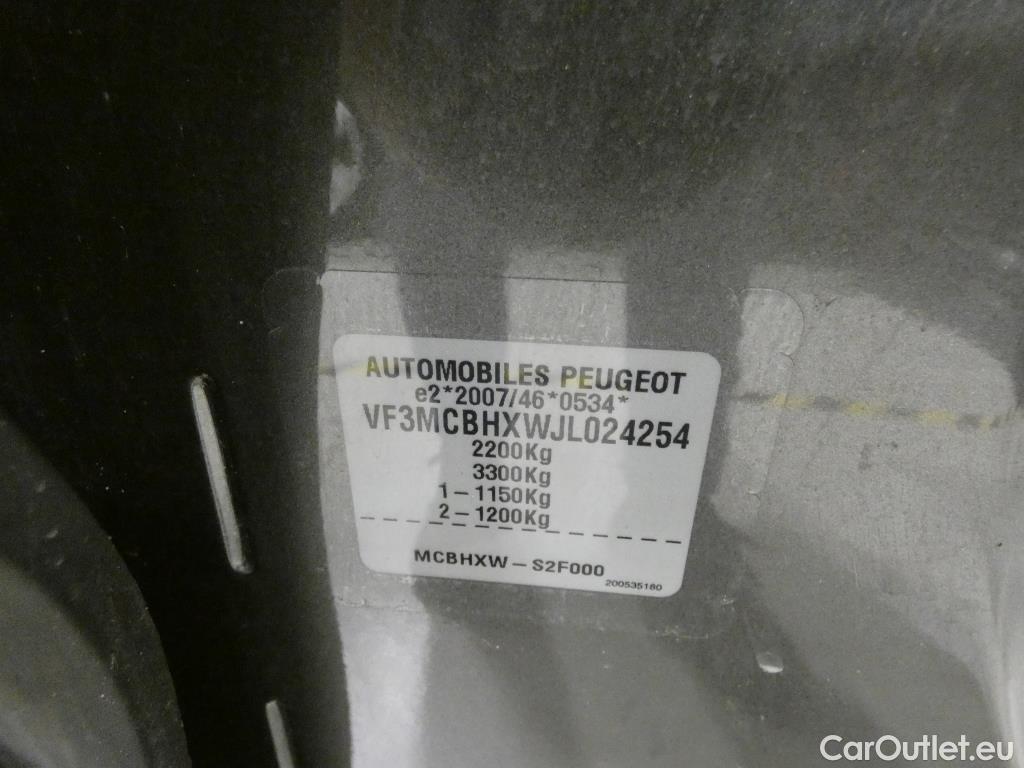 AUTOMOBILES PEUGEOT
e2*2007/46*0534*
VF3MCBHXWJL024254
2200Kg
3300Kg
1-1150Kg
2-1200Kg
MCBHXW-S2F000
200535180
CarOutlet.eu